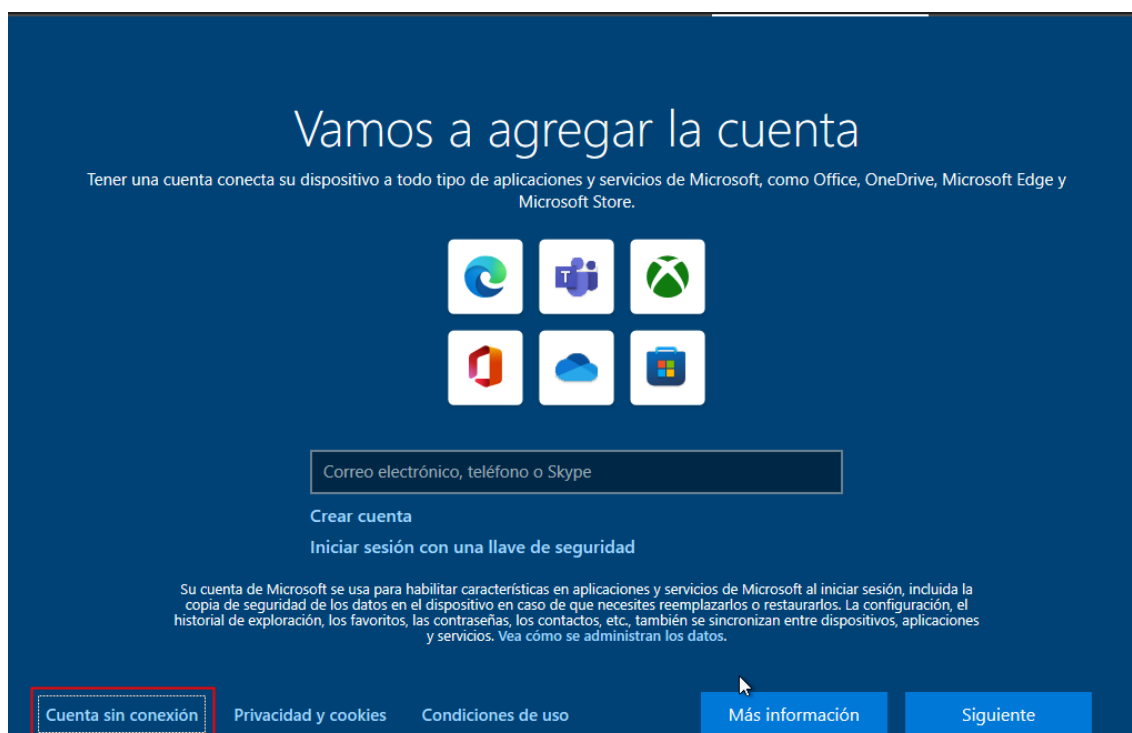 Vamos a agregar la cuenta
Tener una cuenta conecta su dispositivo a todo tipo de aplicaciones y servicios de Microsoft, como Office, OneDrive, Microsoft Edge y
Microsoft Store.
T
Correo electrónico, teléfono o Skype
Crear cuenta
Iniciar sesión con una llave de seguridad
Su cuenta de Microsoft se usa para habilitar características en aplicaciones y servicios de Microsoft al iniciar sesión, incluida la
copia de seguridad de los datos en el dispositivo en caso de que necesites reemplazarlos o restaurarlos. La configuración, el
historial de exploración, los favoritos, las contraseñas, los contactos, etc., también se sincronizan entre dispositivos, aplicaciones
y servicios. Vea cómo se administran los datos.
Cuenta sin conexión Privacidad y cookies Condiciones de uso Más información Siguiente